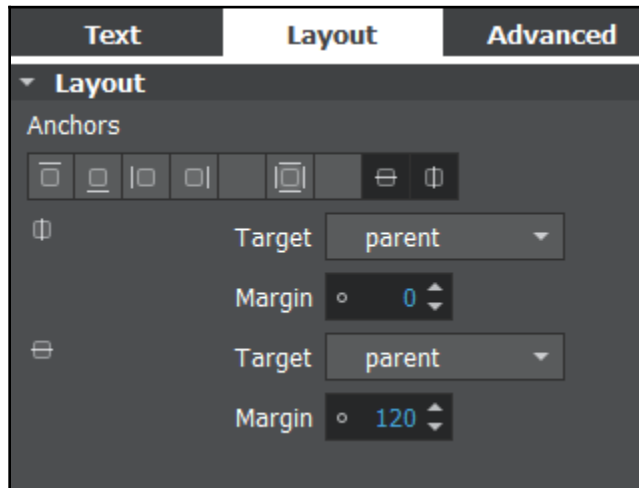 Text Layout Advanced
Layout
Anchors
Target parent
Margin 0
Target parent
Margin 120